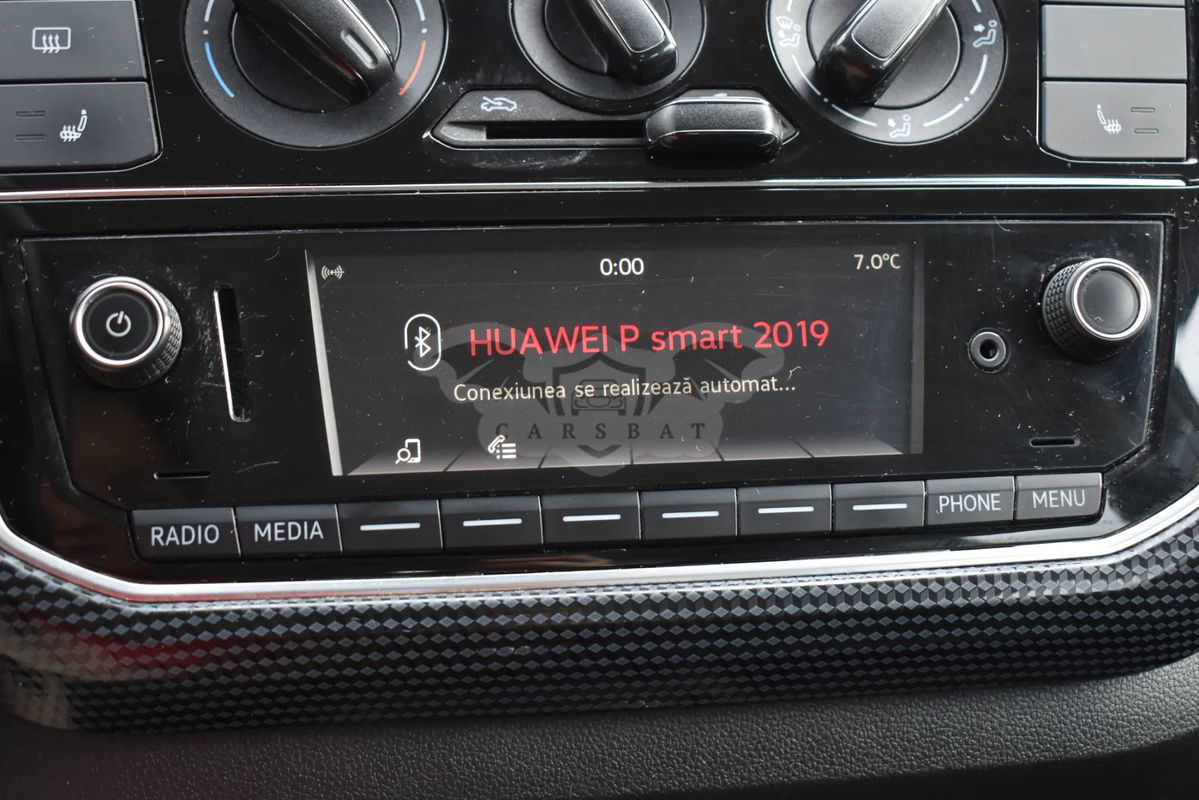 0:00
7.0°C
HUAWEI P smart 2019
Conexiunea se realizează automat...
CARSBAT
RADIO
MEDIA
PHONE
MENU